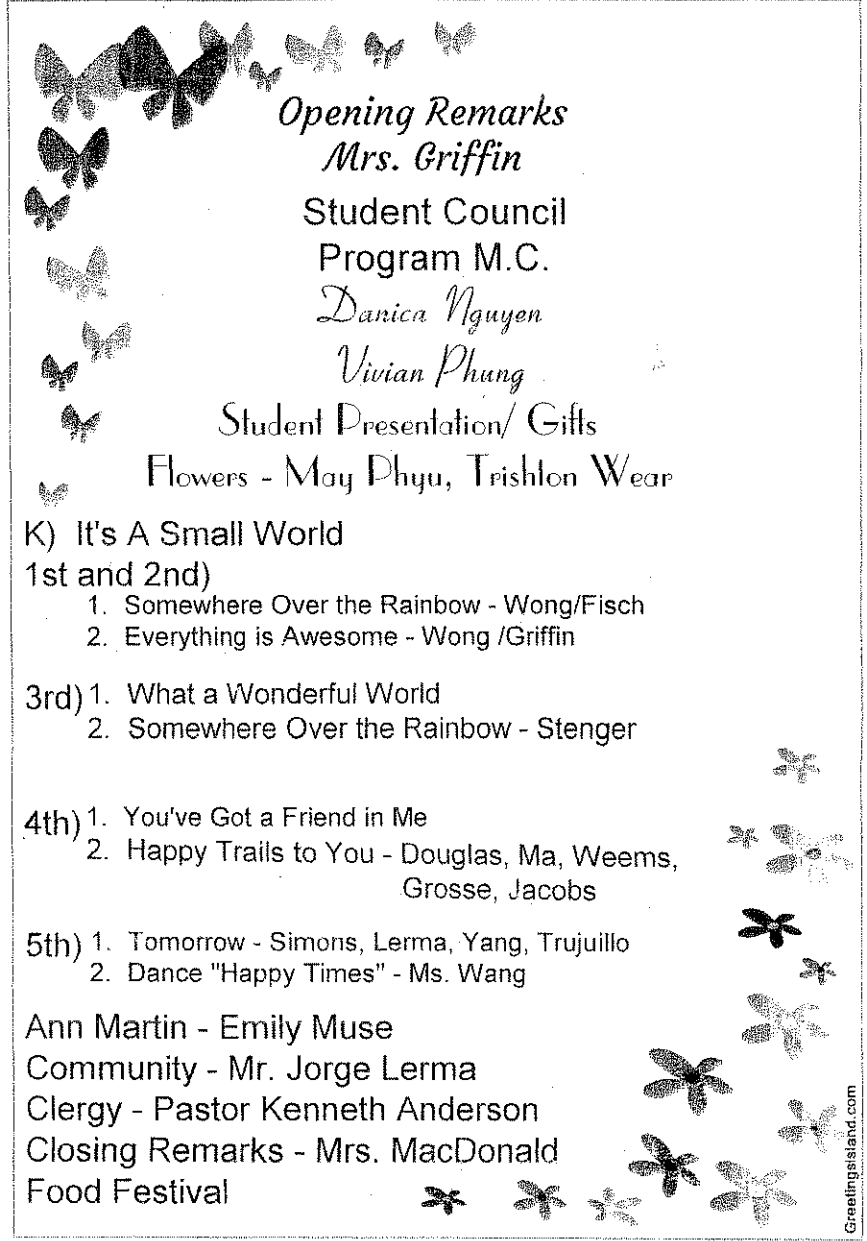 Opening Remarks
Mrs. Griffin
Student Council
Program M.C.
Danica Nguyen
Vivian Phung
Student Presentation/ Gifts
Flowers - May Phyu, Trishton Wear
K) It's A Small World
1st and 2nd)
1. Somewhere Over the Rainbow - Wong/Fisch
2. Everything is Awesome - Wong /Griffin
3rd) 1. What a Wonderful World
2. Somewhere Over the Rainbow - Stenger
4th) 1. You've Got a Friend in Me
2. Happy Trails to You - Douglas, Ma, Weems,
Grosse, Jacobs
5th) 1. Tomorrow - Simons, Lerma, Yang, Trujuillo
2. Dance "Happy Times" - Ms. Wang
Ann Martin - Emily Muse
Community - Mr. Jorge Lerma
Clergy - Pastor Kenneth Anderson
Closing Remarks - Mrs. MacDonald
Food Festival
GreetingsIsland.com